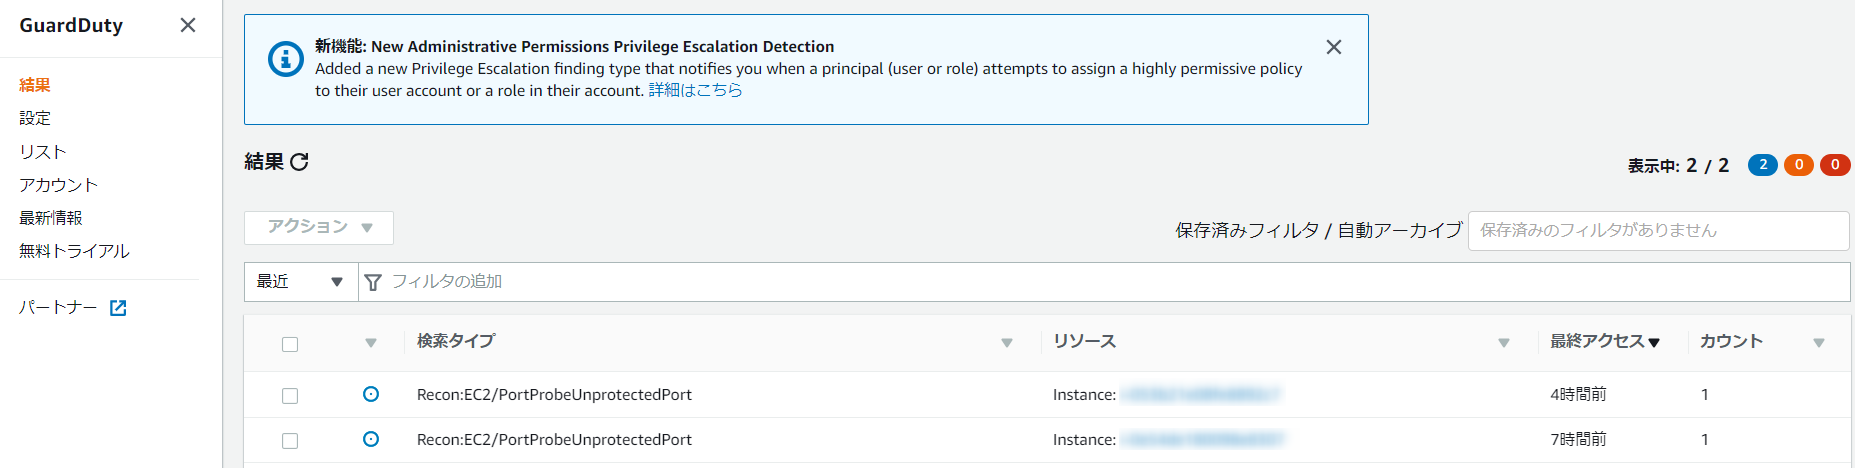 GuardDuty
結果
設定
リスト
アカウント
最新情報
無料トライアル
パートナー
新機能: New Administrative Permissions Privilege Escalation Detection
Added a new Privilege Escalation finding type that notifies you when a principal (user or role) attempts to assign a highly permissive policy
to their user account or a role in their account. 詳細はこちら
結果
表示中: 2 / 2 2 0 0
アクション
保存済みフィルタ / 自動アーカイブ 保存済みのフィルタがありません
最近 フィルタの追加
検索タイプ リソース 最終アクセス カウント
Recon:EC2/PortProbeUnprotectedPort Instance: 4時間前 1
Recon:EC2/PortProbeUnprotectedPort Instance: 7時間前 1